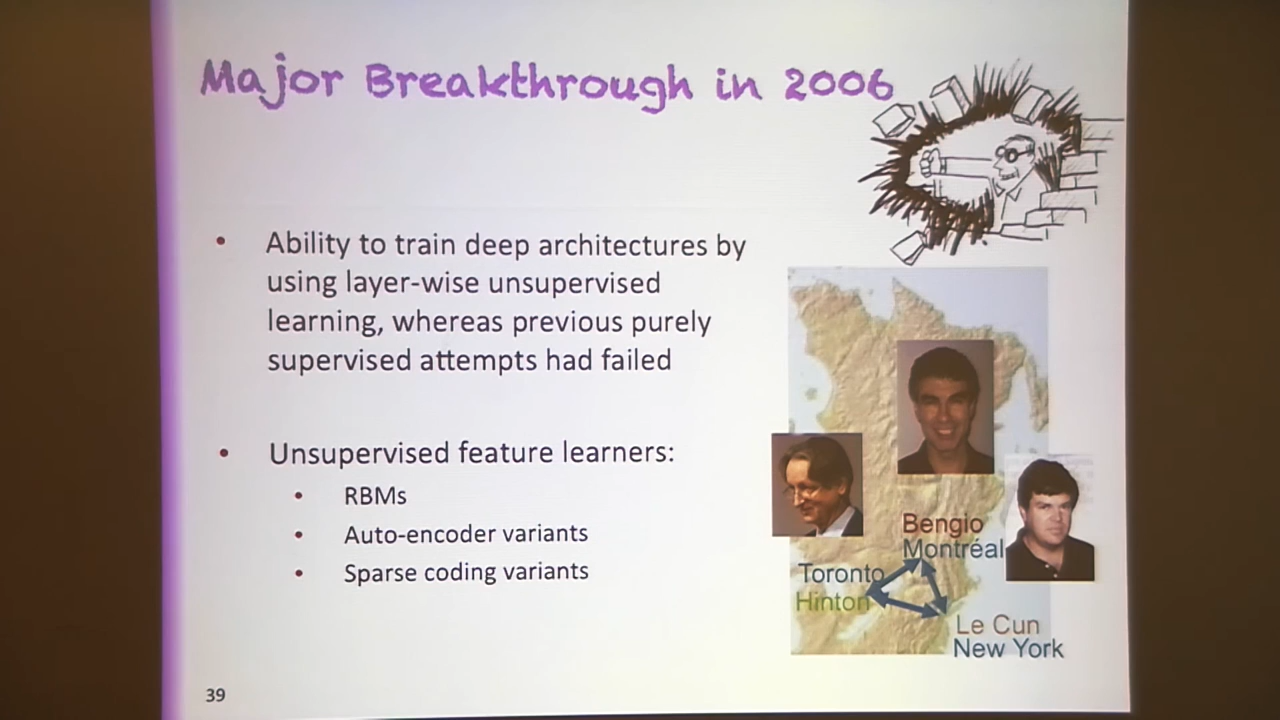 Major Breakthrough in 2006
• Ability to train deep architectures by
using layer-wise unsupervised
learning, whereas previous purely
supervised attempts had failed
• Unsupervised feature learners:
• RBMs
• Auto-encoder variants
• Sparse coding variants
Bengio
Montréal
Toronto
Hinton
Le Cun
New York
39